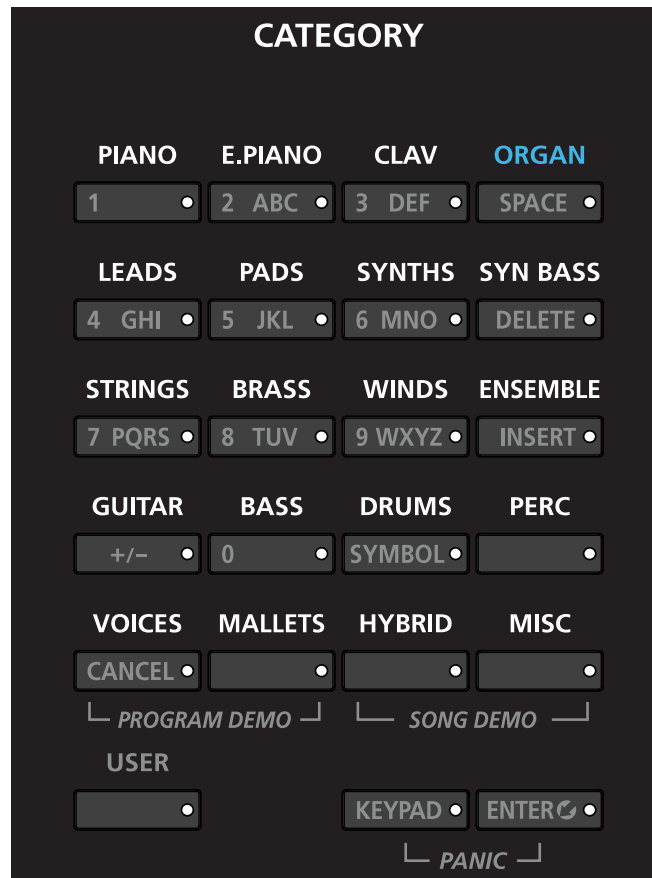 CATEGORY
PIANO E.PIANO CLAV ORGAN
1 2 ABC 3 DEF SPACE
LEADS PADS SYNTHS SYN BASS
4 GHI 5 JKL 6 MNO DELETE
STRINGS BRASS WINDS ENSEMBLE
7 PQRS 8 TUV 9 WXYZ INSERT
GUITAR BASS DRUMS PERC
+/− 0 SYMBOL
VOICES MALLETS HYBRID MISC
CANCEL
PROGRAM DEMO SONG DEMO
USER
KEYPAD ENTER
PANIC